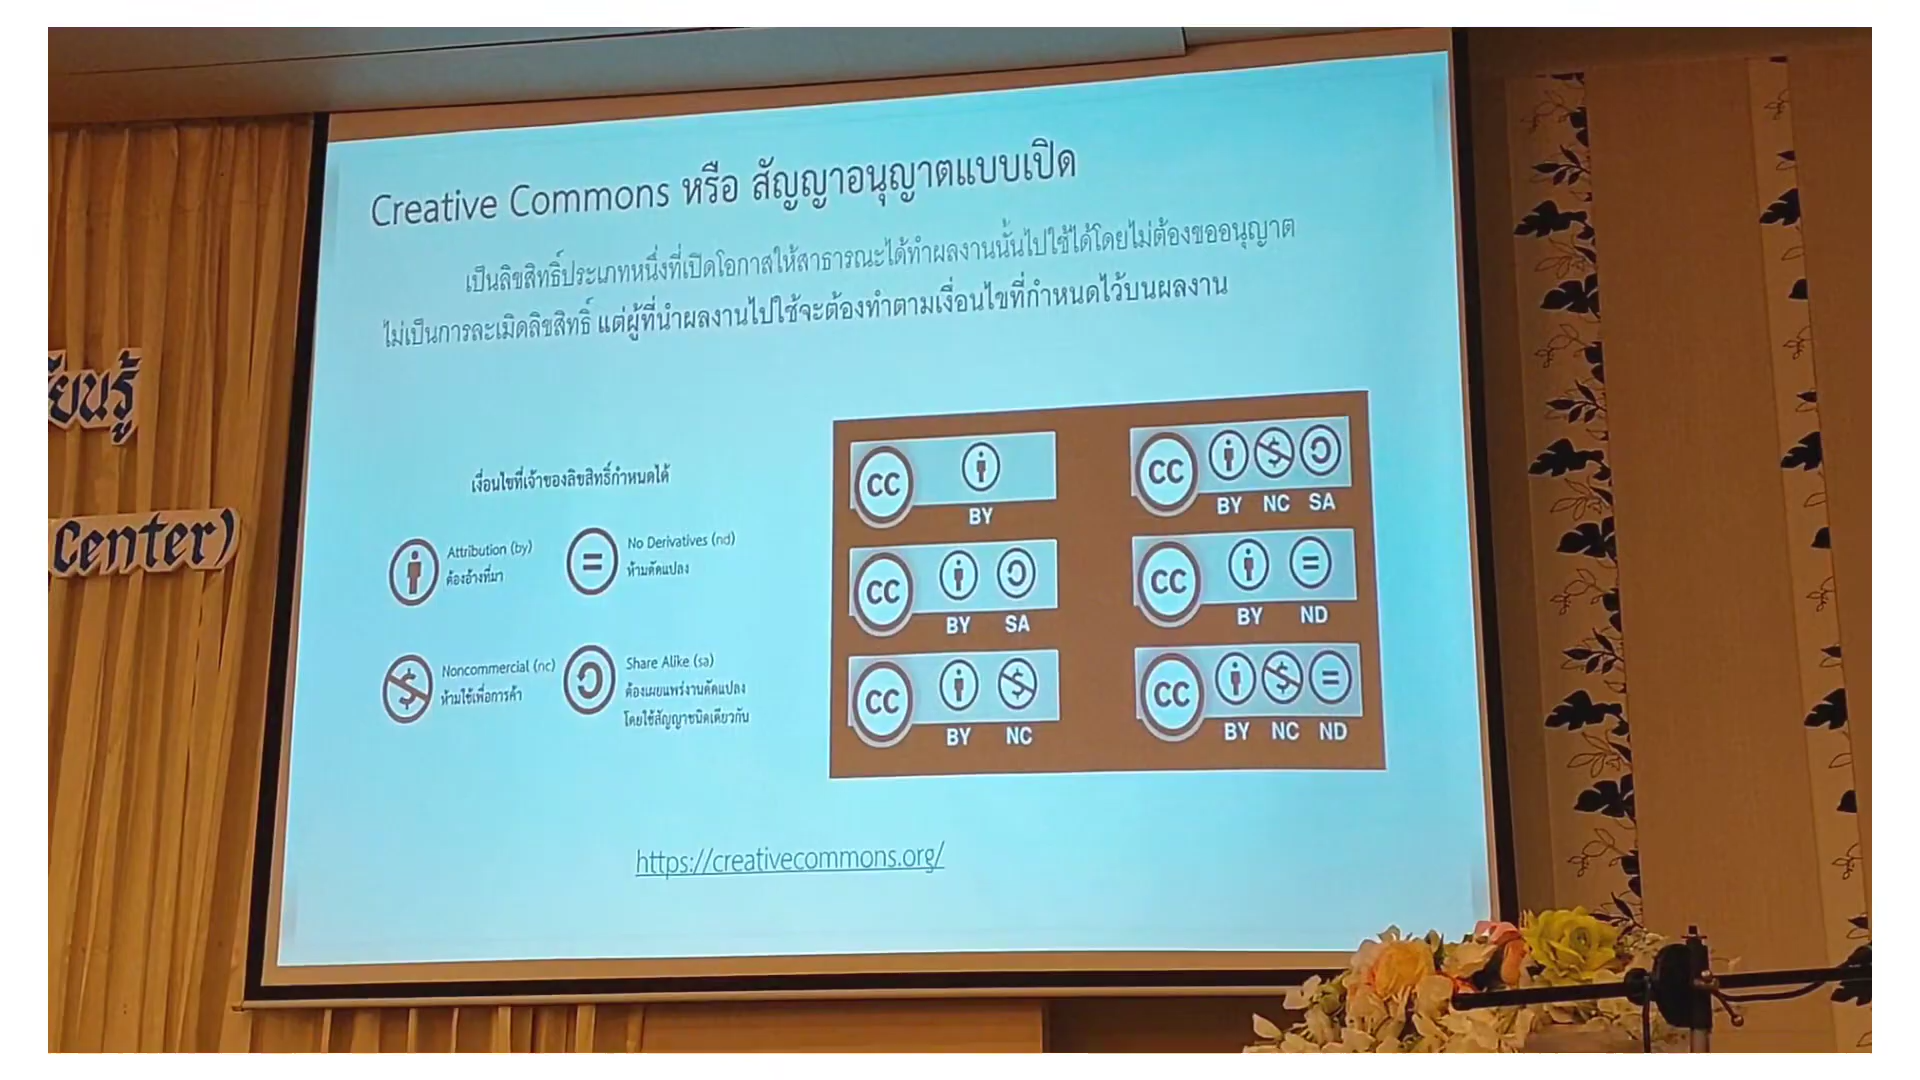 Creative Commons หรือ สัญญาอนุญาตแบบเปิด
เป็นลิขสิทธิ์ประเภทหนึ่งที่เปิดโอกาสให้สาธารณะได้ทำผลงานนั้นไปใช้ได้โดยไม่ต้องขออนุญาต
ไม่เป็นการละเมิดลิขสิทธิ์ แต่ผู้ที่นำผลงานไปใช้จะต้องทำตามเงื่อนไขที่กำหนดไว้บนผลงาน
เงื่อนไขที่เจ้าของลิขสิทธิ์กำหนดได้
Attribution (by)
ต้องอ้างที่มา
No Derivatives (nd)
ห้ามดัดแปลง
Noncommercial (nc)
ห้ามใช้เพื่อการค้า
Share Alike (sa)
ต้องเผยแพร่งานดัดแปลง
โดยใช้สัญญาชนิดเดียวกัน
CC
BY
CC
BY NC SA
CC
BY SA
CC
BY ND
CC
BY NC
CC
BY NC ND
https://creativecommons.org/
Center)